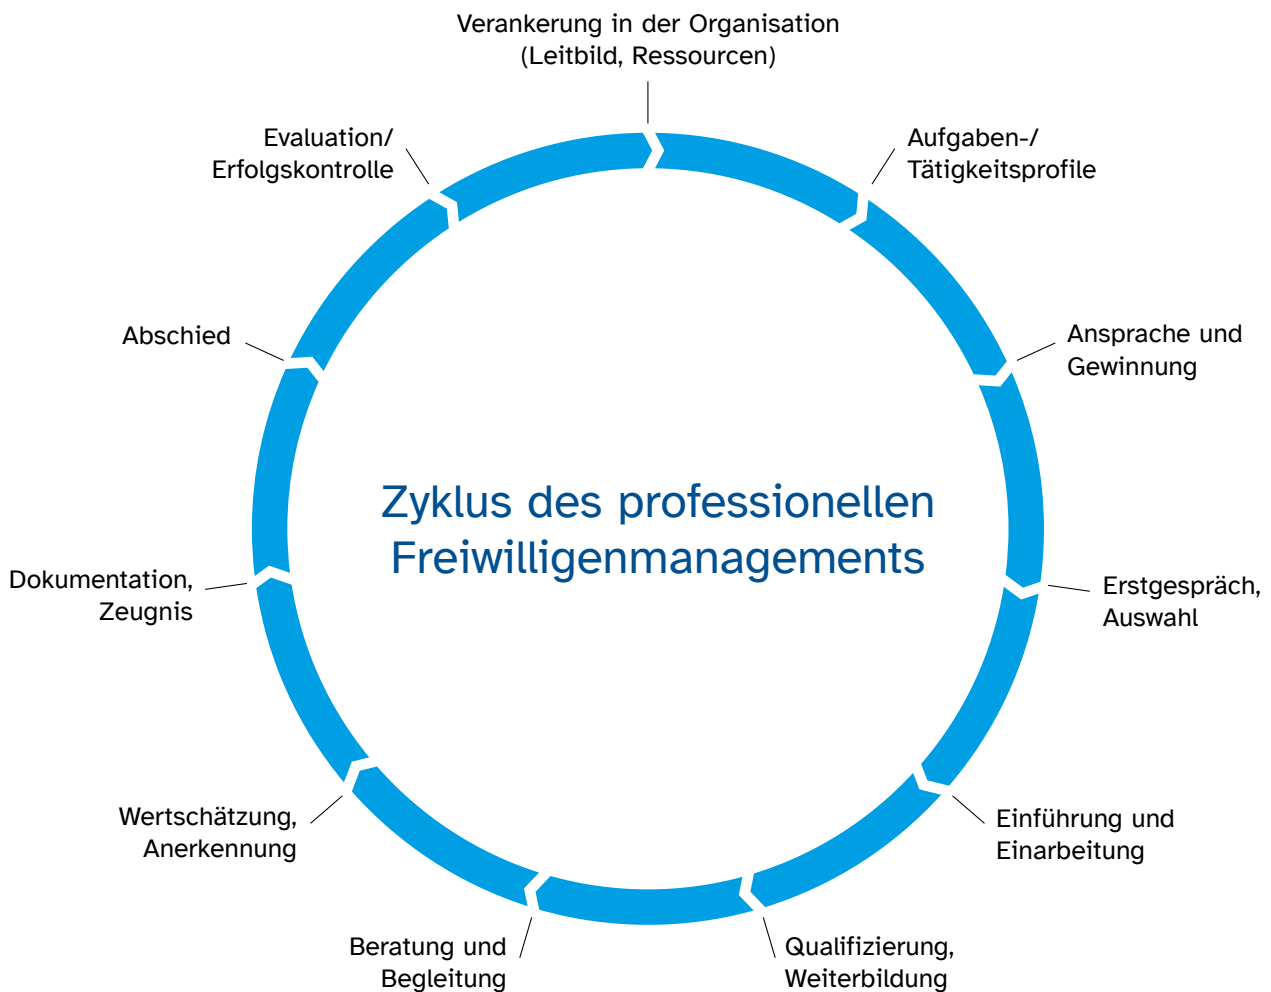 Verankerung in der Organisation
(Leitbild, Ressourcen)
Aufgaben-/
Tätigkeitsprofile
Ansprache und
Gewinnung
Erstgespräch,
Auswahl
Einführung und
Einarbeitung
Qualifizierung,
Weiterbildung
Beratung und
Begleitung
Wertschätzung,
Anerkennung
Dokumentation,
Zeugnis
Abschied
Evaluation/
Erfolgskontrolle
Zyklus des professionellen
Freiwilligenmanagements